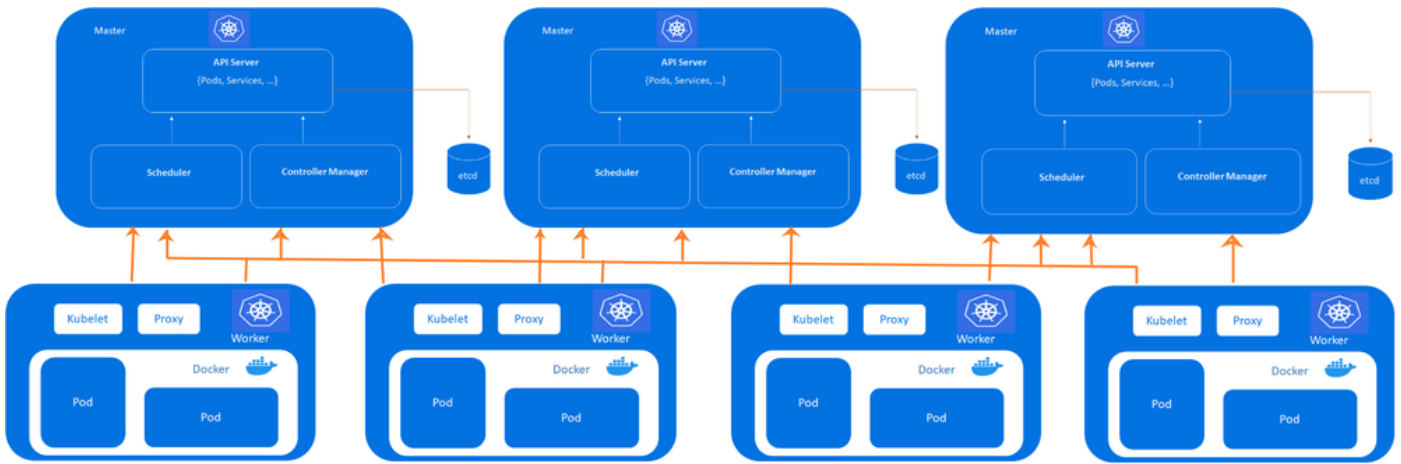 Master
API Server
{Pods, Services, ...}
Scheduler
Controller Manager
etcd
Master
API Server
{Pods, Services, ...}
Scheduler
Controller Manager
etcd
Master
API Server
{Pods, Services, ...}
Scheduler
Controller Manager
etcd
Kubelet
Proxy
Worker
Docker
Pod
Pod
Kubelet
Proxy
Worker
Docker
Pod
Pod
Kubelet
Proxy
Worker
Docker
Pod
Pod
Kubelet
Proxy
Worker
Docker
Pod
Pod